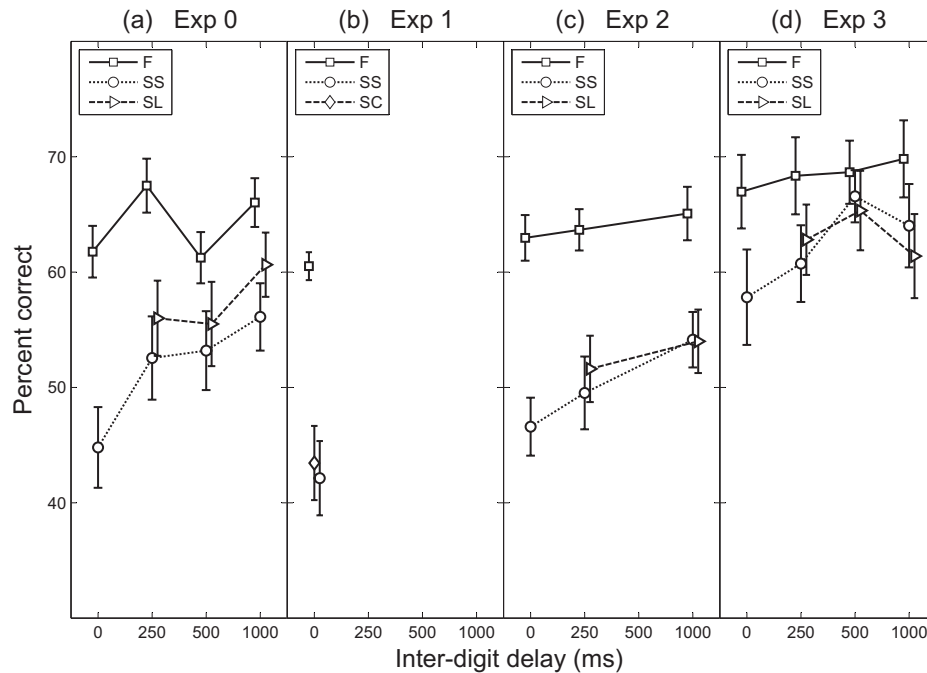 (a) Exp 0
(b) Exp 1
(c) Exp 2
(d) Exp 3
F
SS
SL
F
SS
SC
F
SS
SL
F
SS
SL
70
60
50
40
Percent correct
0 250 500 1000
0 250 500 1000
0 250 500 1000
0 250 500 1000
Inter-digit delay (ms)